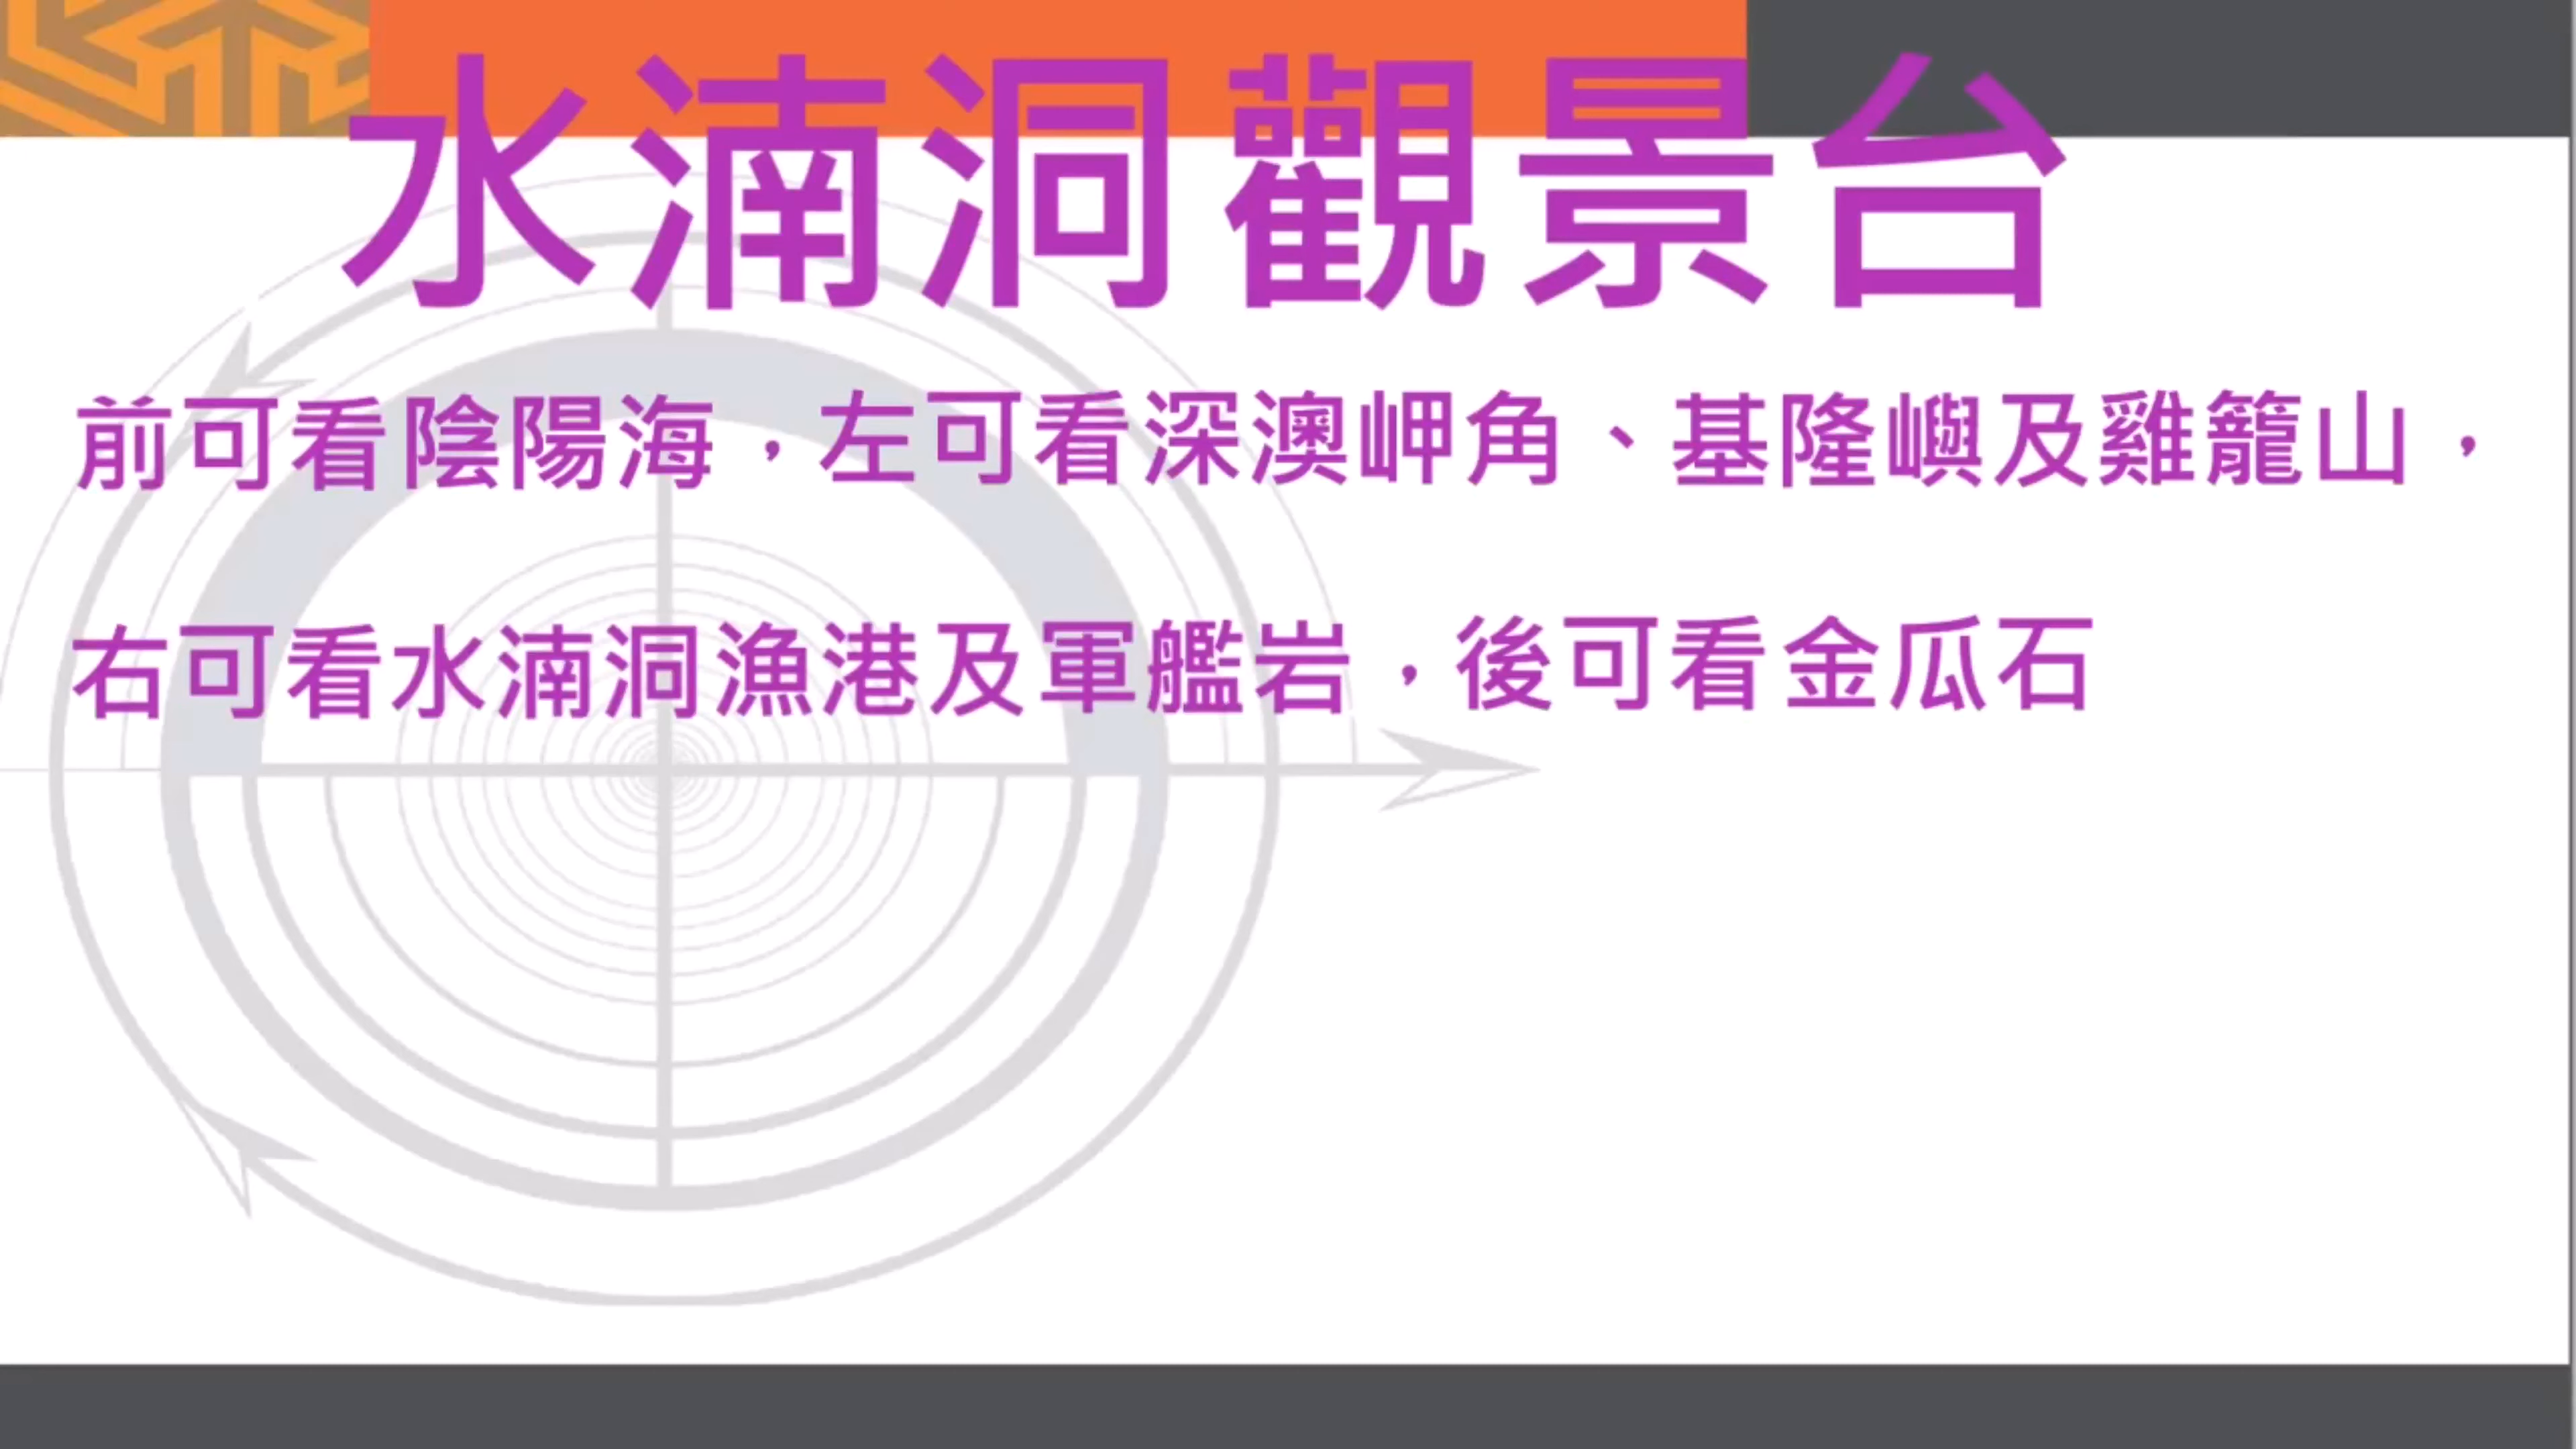 水湳洞觀景台
前可看陰陽海，左可看深澳岬角、基隆嶼及雞籠山，
右可看水湳洞漁港及軍艦岩，後可看金瓜石